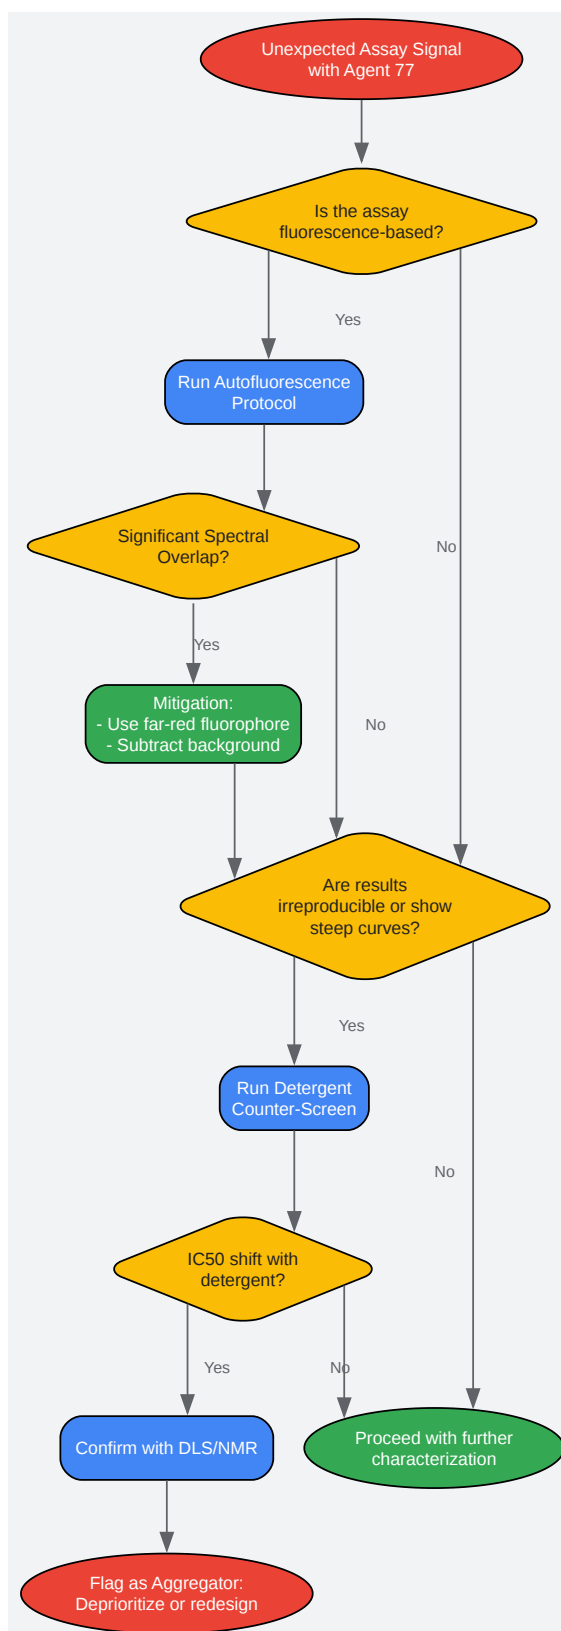 Unexpected Assay Signal
with Agent 77
Is the assay
fluorescence-based?
Yes
Run Autofluorescence
Protocol
Significant Spectral
Overlap?
No
Yes
Mitigation:
- Use far-red fluorophore
- Subtract background
No
Are results
irreproducible or show
steep curves?
Yes
Run Detergent
Counter-Screen
No
IC50 shift with
detergent?
Yes
No
Confirm with DLS/NMR
Proceed with further
characterization
Flag as Aggregator:
Deprioritize or redesign